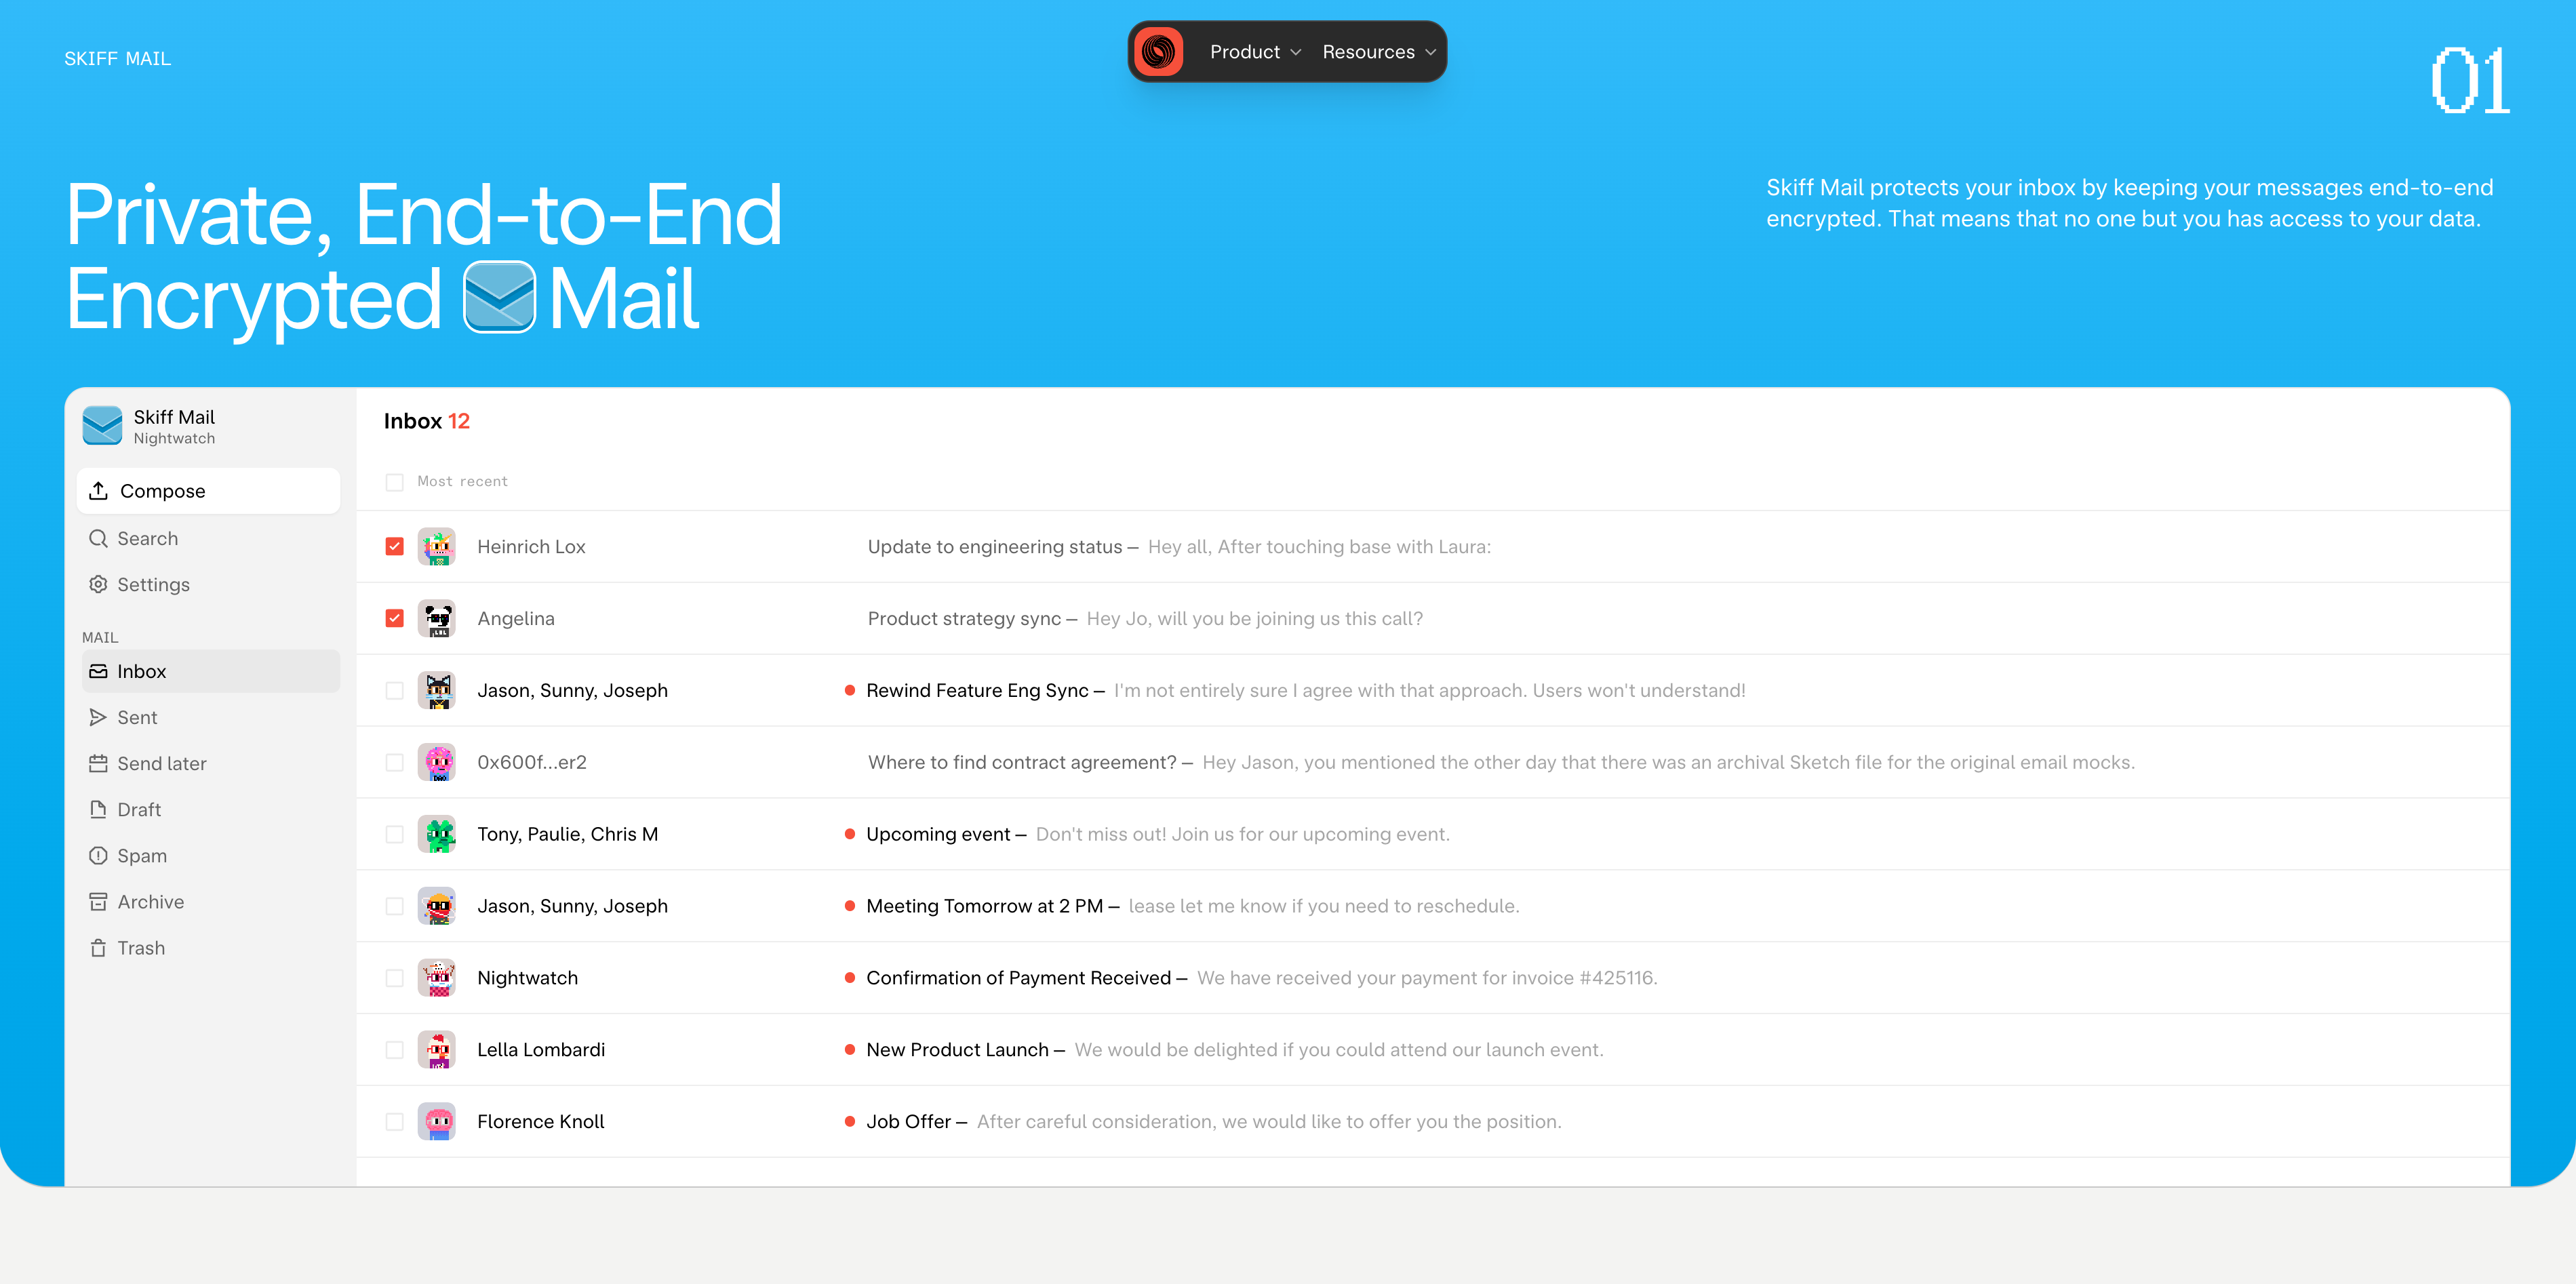 SKIFF MAIL
Product
Resources
01
Private, End-to-End
Encrypted Mail
Skiff Mail protects your inbox by keeping your messages end-to-end
encrypted. That means that no one but you has access to your data.
Skiff Mail
Nightwatch
Compose
Search
Settings
MAIL
Inbox
Sent
Send later
Draft
Spam
Archive
Trash
Inbox 12
Most recent
Heinrich Lox Update to engineering status – Hey all, After touching base with Laura:
Angelina Product strategy sync – Hey Jo, will you be joining us this call?
Jason, Sunny, Joseph Rewind Feature Eng Sync – I'm not entirely sure I agree with that approach. Users won't understand!
0x600f...er2 Where to find contract agreement? – Hey Jason, you mentioned the other day that there was an archival Sketch file for the original email mocks.
Tony, Paulie, Chris M Upcoming event – Don't miss out! Join us for our upcoming event.
Jason, Sunny, Joseph Meeting Tomorrow at 2 PM – lease let me know if you need to reschedule.
Nightwatch Confirmation of Payment Received – We have received your payment for invoice #425116.
Lella Lombardi New Product Launch – We would be delighted if you could attend our launch event.
Florence Knoll Job Offer – After careful consideration, we would like to offer you the position.